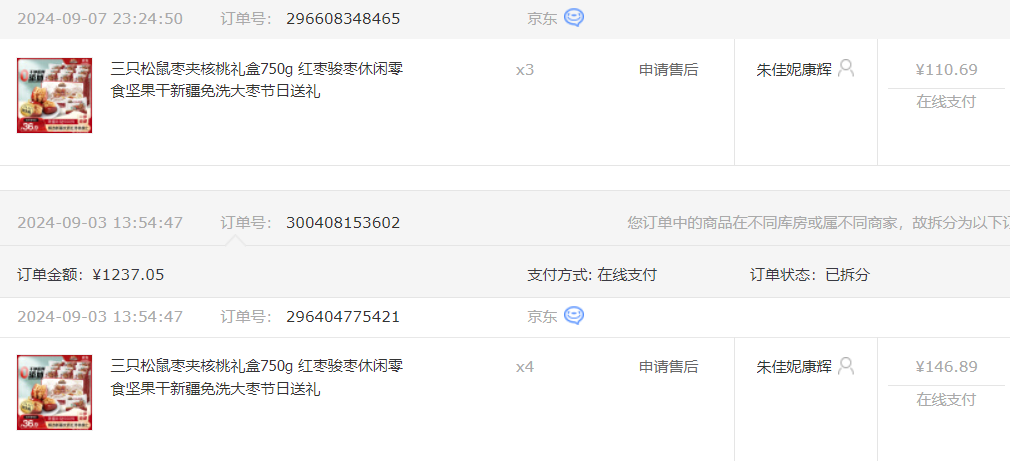 2024-09-07 23:24:50 订单号: 296608348465 京东
三只松鼠枣夹核桃礼盒750g 红枣骏枣休闲零 x3 申请售后 朱佳妮康辉 ¥110.69
食坚果干新疆免洗大枣节日送礼 在线支付
2024-09-03 13:54:47 订单号: 300408153602 您订单中的商品在不同库房或属不同商家，故拆分为以下
订单金额: ¥1237.05 支付方式: 在线支付 订单状态: 已拆分
2024-09-03 13:54:47 订单号: 296404775421 京东
三只松鼠枣夹核桃礼盒750g 红枣骏枣休闲零 x4 申请售后 朱佳妮康辉 ¥146.89
食坚果干新疆免洗大枣节日送礼 在线支付